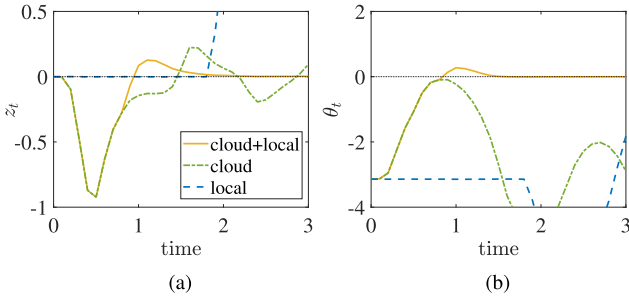 0.5
0
-0.5
-1
z_t
cloud+local
cloud
local
0 1 2 3
time
(a)
0
-2
-4
θ_t
0 1 2 3
time
(b)